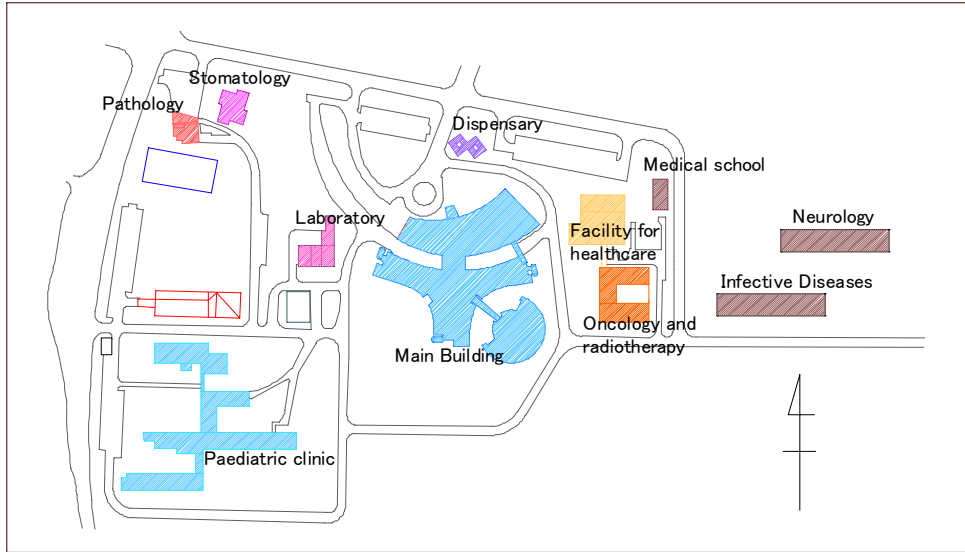 Stomatology
Pathology
Dispensary
Medical school
Laboratory
Neurology
Facility for
healthcare
Infective Diseases
Oncology and
radiotherapy
Main Building
Paediatric clinic